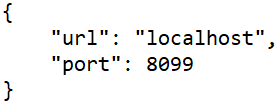 {
    "url": "localhost",
    "port": 8099
}